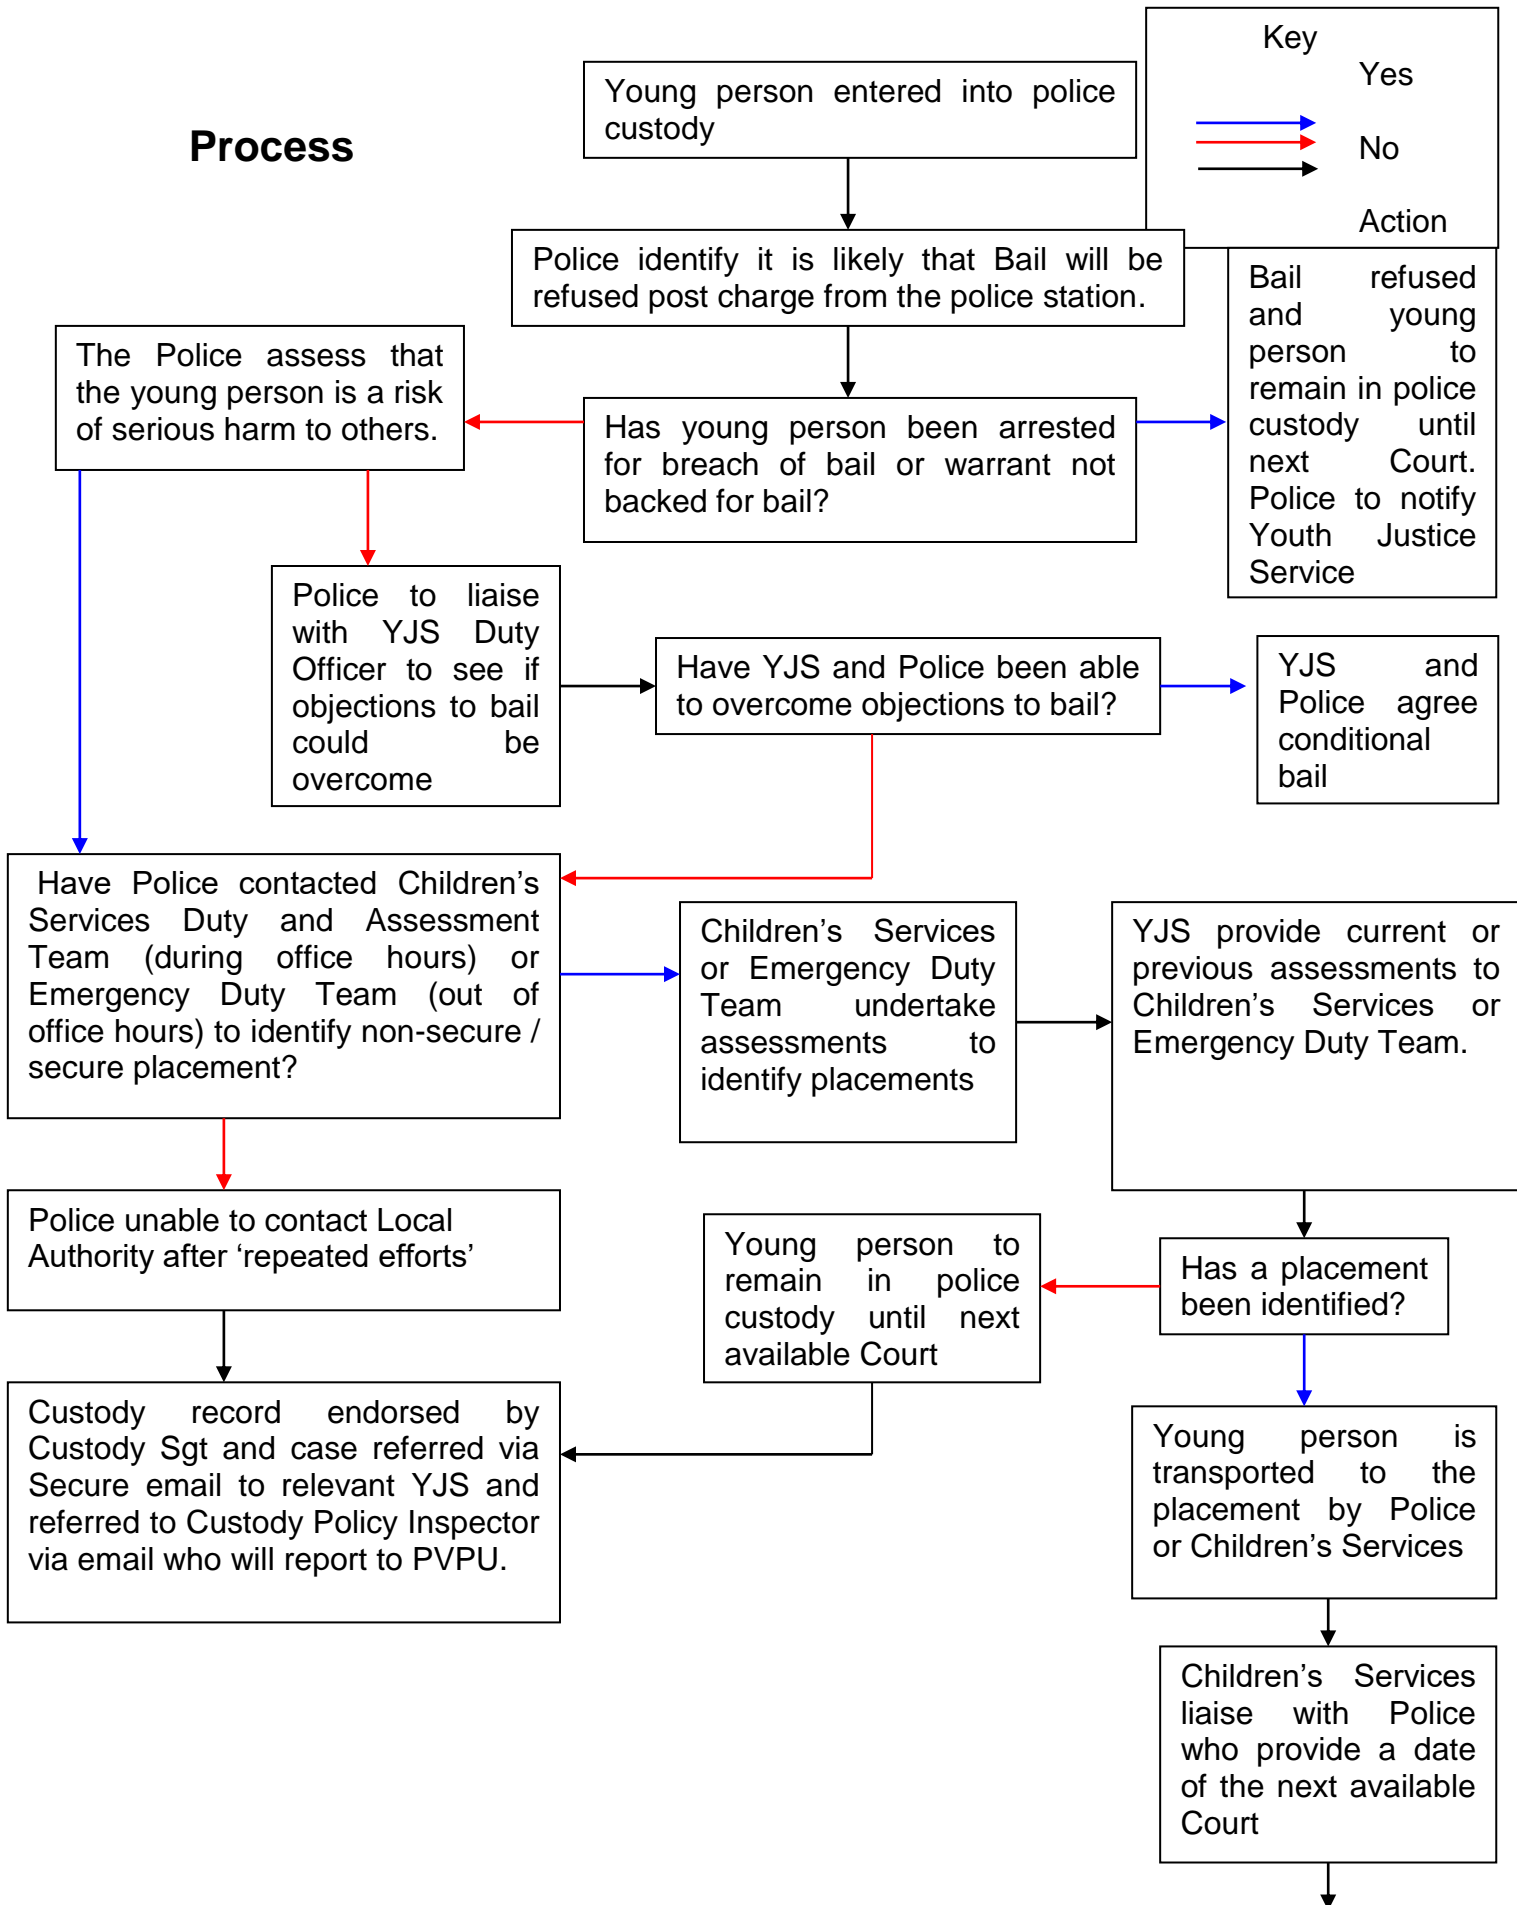 Key
Yes
No
Action
Process
Young person entered into police
custody
Police identify it is likely that Bail will be
refused post charge from the police station.
Bail refused
and young
person to
remain in police
custody until
next Court.
Police to notify
Youth Justice
Service
The Police assess that
the young person is a risk
of serious harm to others.
Has young person been arrested
for breach of bail or warrant not
backed for bail?
Police to liaise
with YJS Duty
Officer to see if
objections to bail
could be
overcome
Have YJS and Police been able
to overcome objections to bail?
YJS and
Police agree
conditional
bail
Have Police contacted Children’s
Services Duty and Assessment
Team (during office hours) or
Emergency Duty Team (out of
office hours) to identify non-secure /
secure placement?
Children’s Services
or Emergency Duty
Team undertake
assessments to
identify placements
YJS provide current or
previous assessments to
Children’s Services or
Emergency Duty Team.
Police unable to contact Local
Authority after ‘repeated efforts’
Young person to
remain in police
custody until next
available Court
Has a placement
been identified?
Custody record endorsed by
Custody Sgt and case referred via
Secure email to relevant YJS and
referred to Custody Policy Inspector
via email who will report to PVPU.
Young person is
transported to the
placement by Police
or Children’s Services
Children’s Services
liaise with Police
who provide a date
of the next available
Court